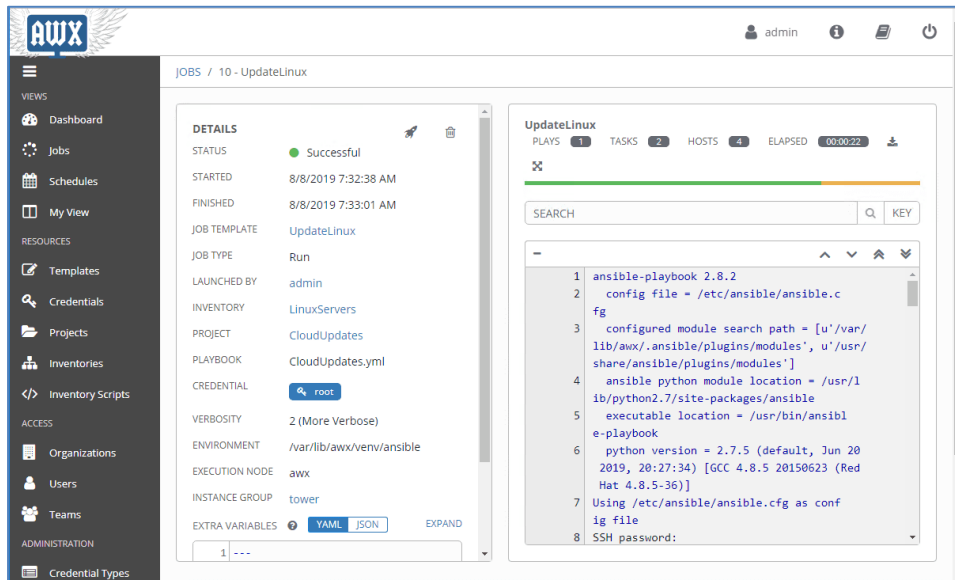 AWX
admin
VIEWS
Dashboard
Jobs
Schedules
My View
RESOURCES
Templates
Credentials
Projects
Inventories
Inventory Scripts
ACCESS
Organizations
Users
Teams
ADMINISTRATION
Credential Types
JOBS / 10 - UpdateLinux
DETAILS
STATUS Successful
STARTED 8/8/2019 7:32:38 AM
FINISHED 8/8/2019 7:33:01 AM
JOB TEMPLATE UpdateLinux
JOB TYPE Run
LAUNCHED BY admin
INVENTORY LinuxServers
PROJECT CloudUpdates
PLAYBOOK CloudUpdates.yml
CREDENTIAL root
VERBOSITY 2 (More Verbose)
ENVIRONMENT /var/lib/awx/venv/ansible
EXECUTION NODE awx
INSTANCE GROUP tower
EXTRA VARIABLES YAML JSON EXPAND
1 ---
UpdateLinux
PLAYS 1 TASKS 2 HOSTS 4 ELAPSED 00:00:22
SEARCH KEY
1 ansible-playbook 2.8.2
2 config file = /etc/ansible/ansible.c
fg
3 configured module search path = [u'/var/
lib/awx/.ansible/plugins/modules', u'/usr/
share/ansible/plugins/modules']
4 ansible python module location = /usr/l
ib/python2.7/site-packages/ansible
5 executable location = /usr/bin/ansibl
e-playbook
6 python version = 2.7.5 (default, Jun 20
2019, 20:27:34) [GCC 4.8.5 20150623 (Red
Hat 4.8.5-36)]
7 Using /etc/ansible/ansible.cfg as conf
ig file
8 SSH password: